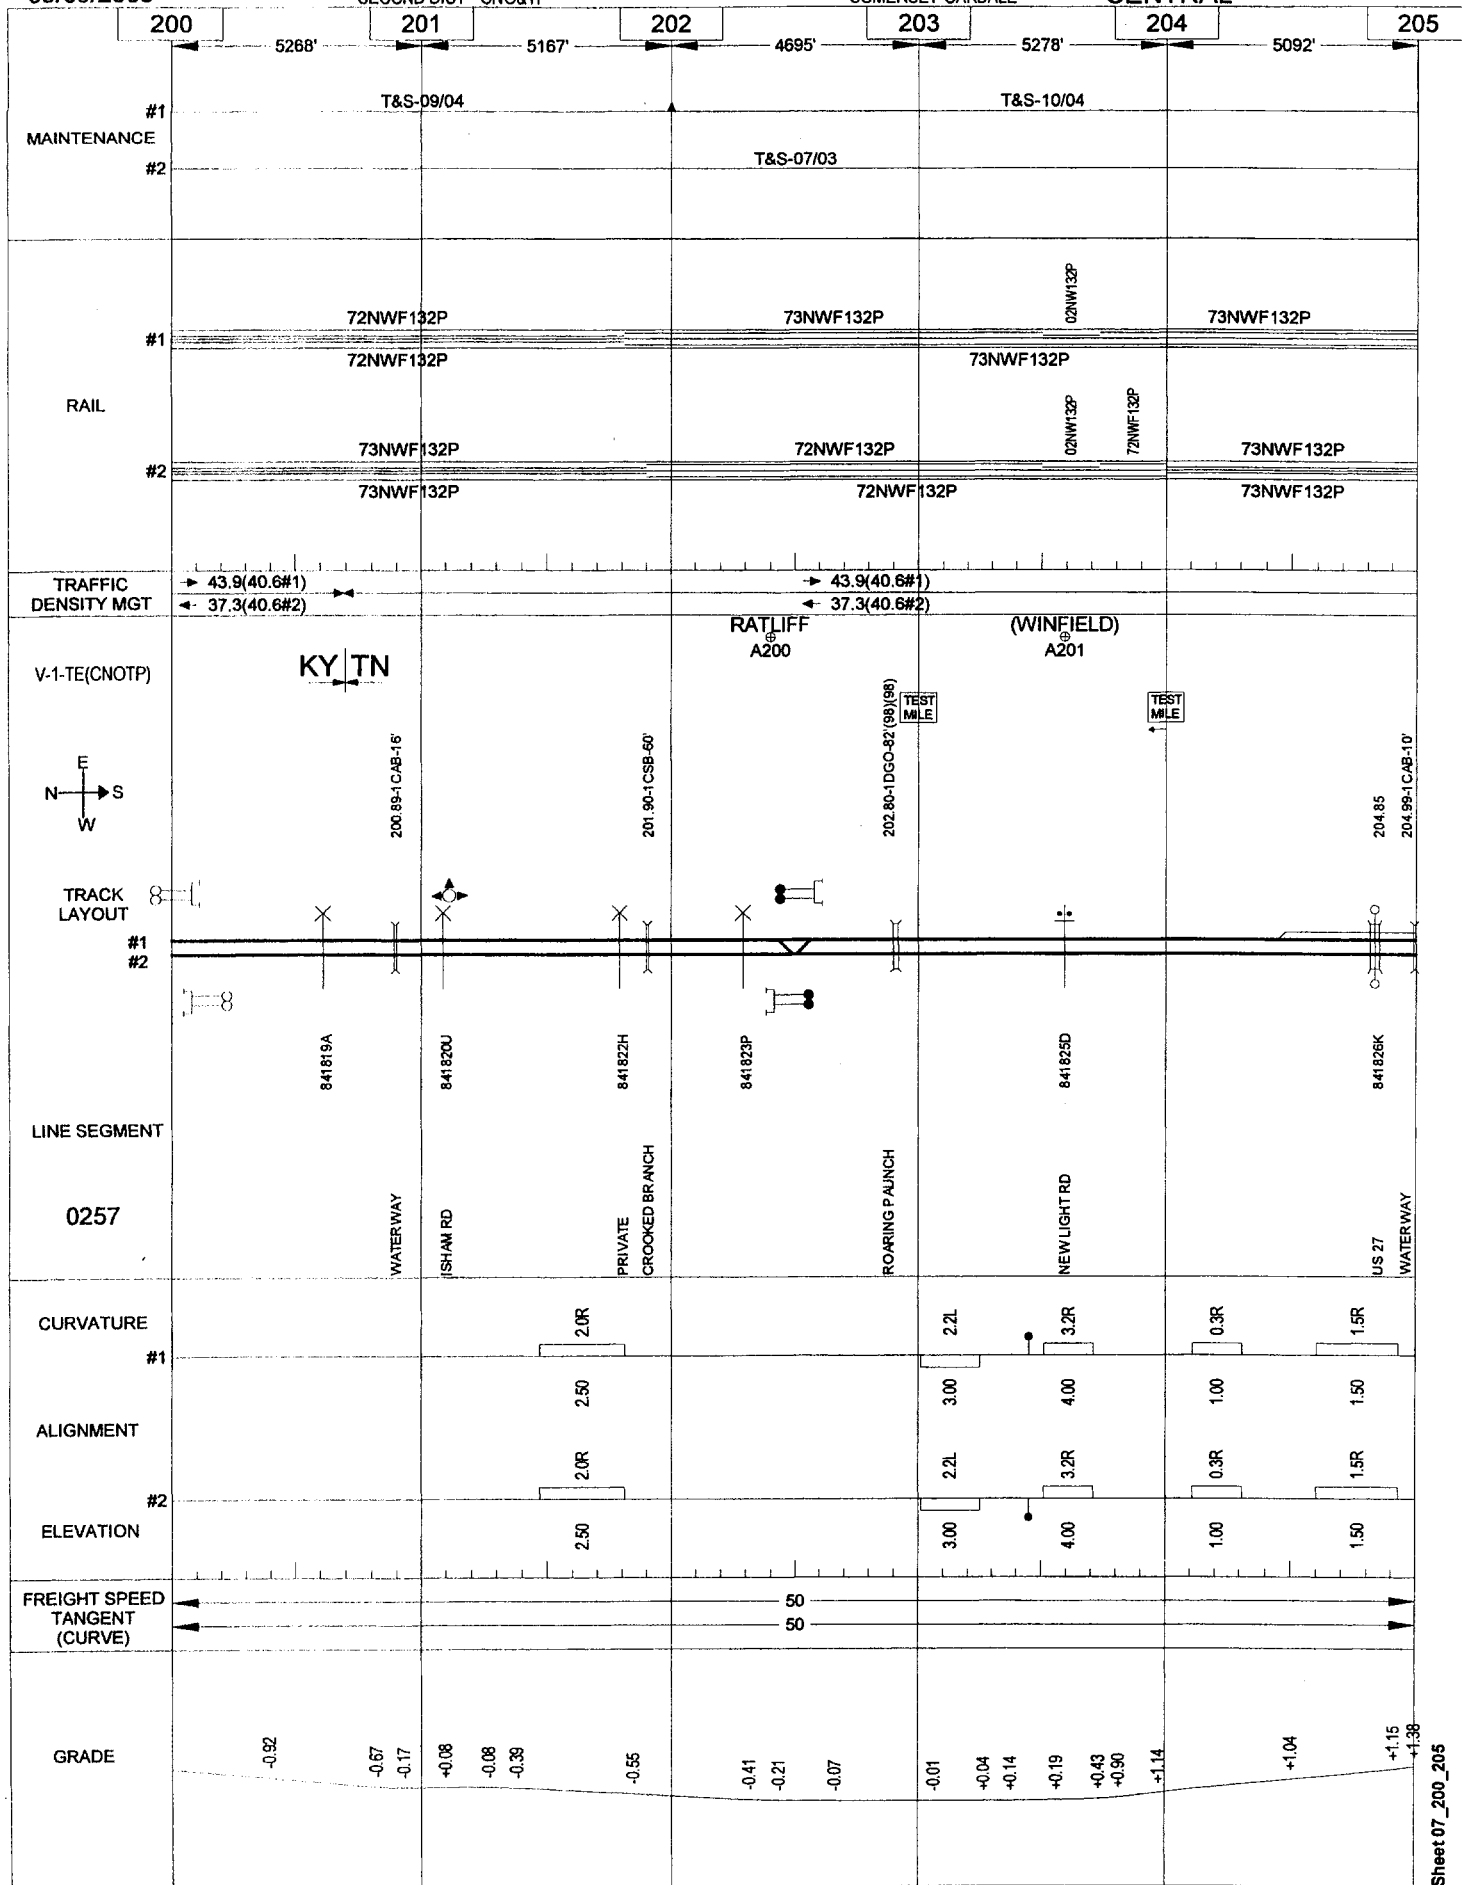 200 201 202 203 204 205
5268' 5167' 4695' 5278' 5092'
T&S-09/04 T&S-10/04
#1
MAINTENANCE
T&S-07/03
#2
02NW132P
72NWF132P 73NWF132P 73NWF132P
#1
72NWF132P 73NWF132P
RAIL
02NW132P 72NWF132P
73NWF132P 72NWF132P 73NWF132P
#2
73NWF132P 72NWF132P 73NWF132P
TRAFFIC
DENSITY MGT
43.9(40.6#1) 43.9(40.6#1)
37.3(40.6#2) 37.3(40.6#2)
RATLIFF (WINFIELD)
A200 A201
V-1-TE(CNOTP)
KY TN
TEST
MILE
TEST
MILE
E
N S
W
200.89-1 CAB-16'
201.90-1 CSB-60'
202.80-1 DGO-82'(98)(98)
204.85
204.99-1 CAB-10'
TRACK
LAYOUT
#1
#2
841819A
841820U
841822H
841823P
841825D
841826K
LINE SEGMENT
0257
WATERWAY
ISHAM RD
PRIVATE
CROOKED BRANCH
ROARING PAUNCH
NEW LIGHT RD
US 27
WATERWAY
CURVATURE
2.0R 2.2L 3.2R 0.3R 1.5R
#1
2.50 3.00 4.00 1.00 1.50
ALIGNMENT
2.0R 2.2L 3.2R 0.3R 1.5R
#2
2.50 3.00 4.00 1.00 1.50
ELEVATION
FREIGHT SPEED
TANGENT
(CURVE)
50
50
GRADE
-0.92
-0.67
-0.17
+0.08
-0.08
-0.39
-0.55
-0.41
-0.21
-0.07
-0.01
+0.04
+0.14
+0.19
+0.43
+0.90
+1.14
+1.04
+1.15
+1.38
Sheet 07_200_205